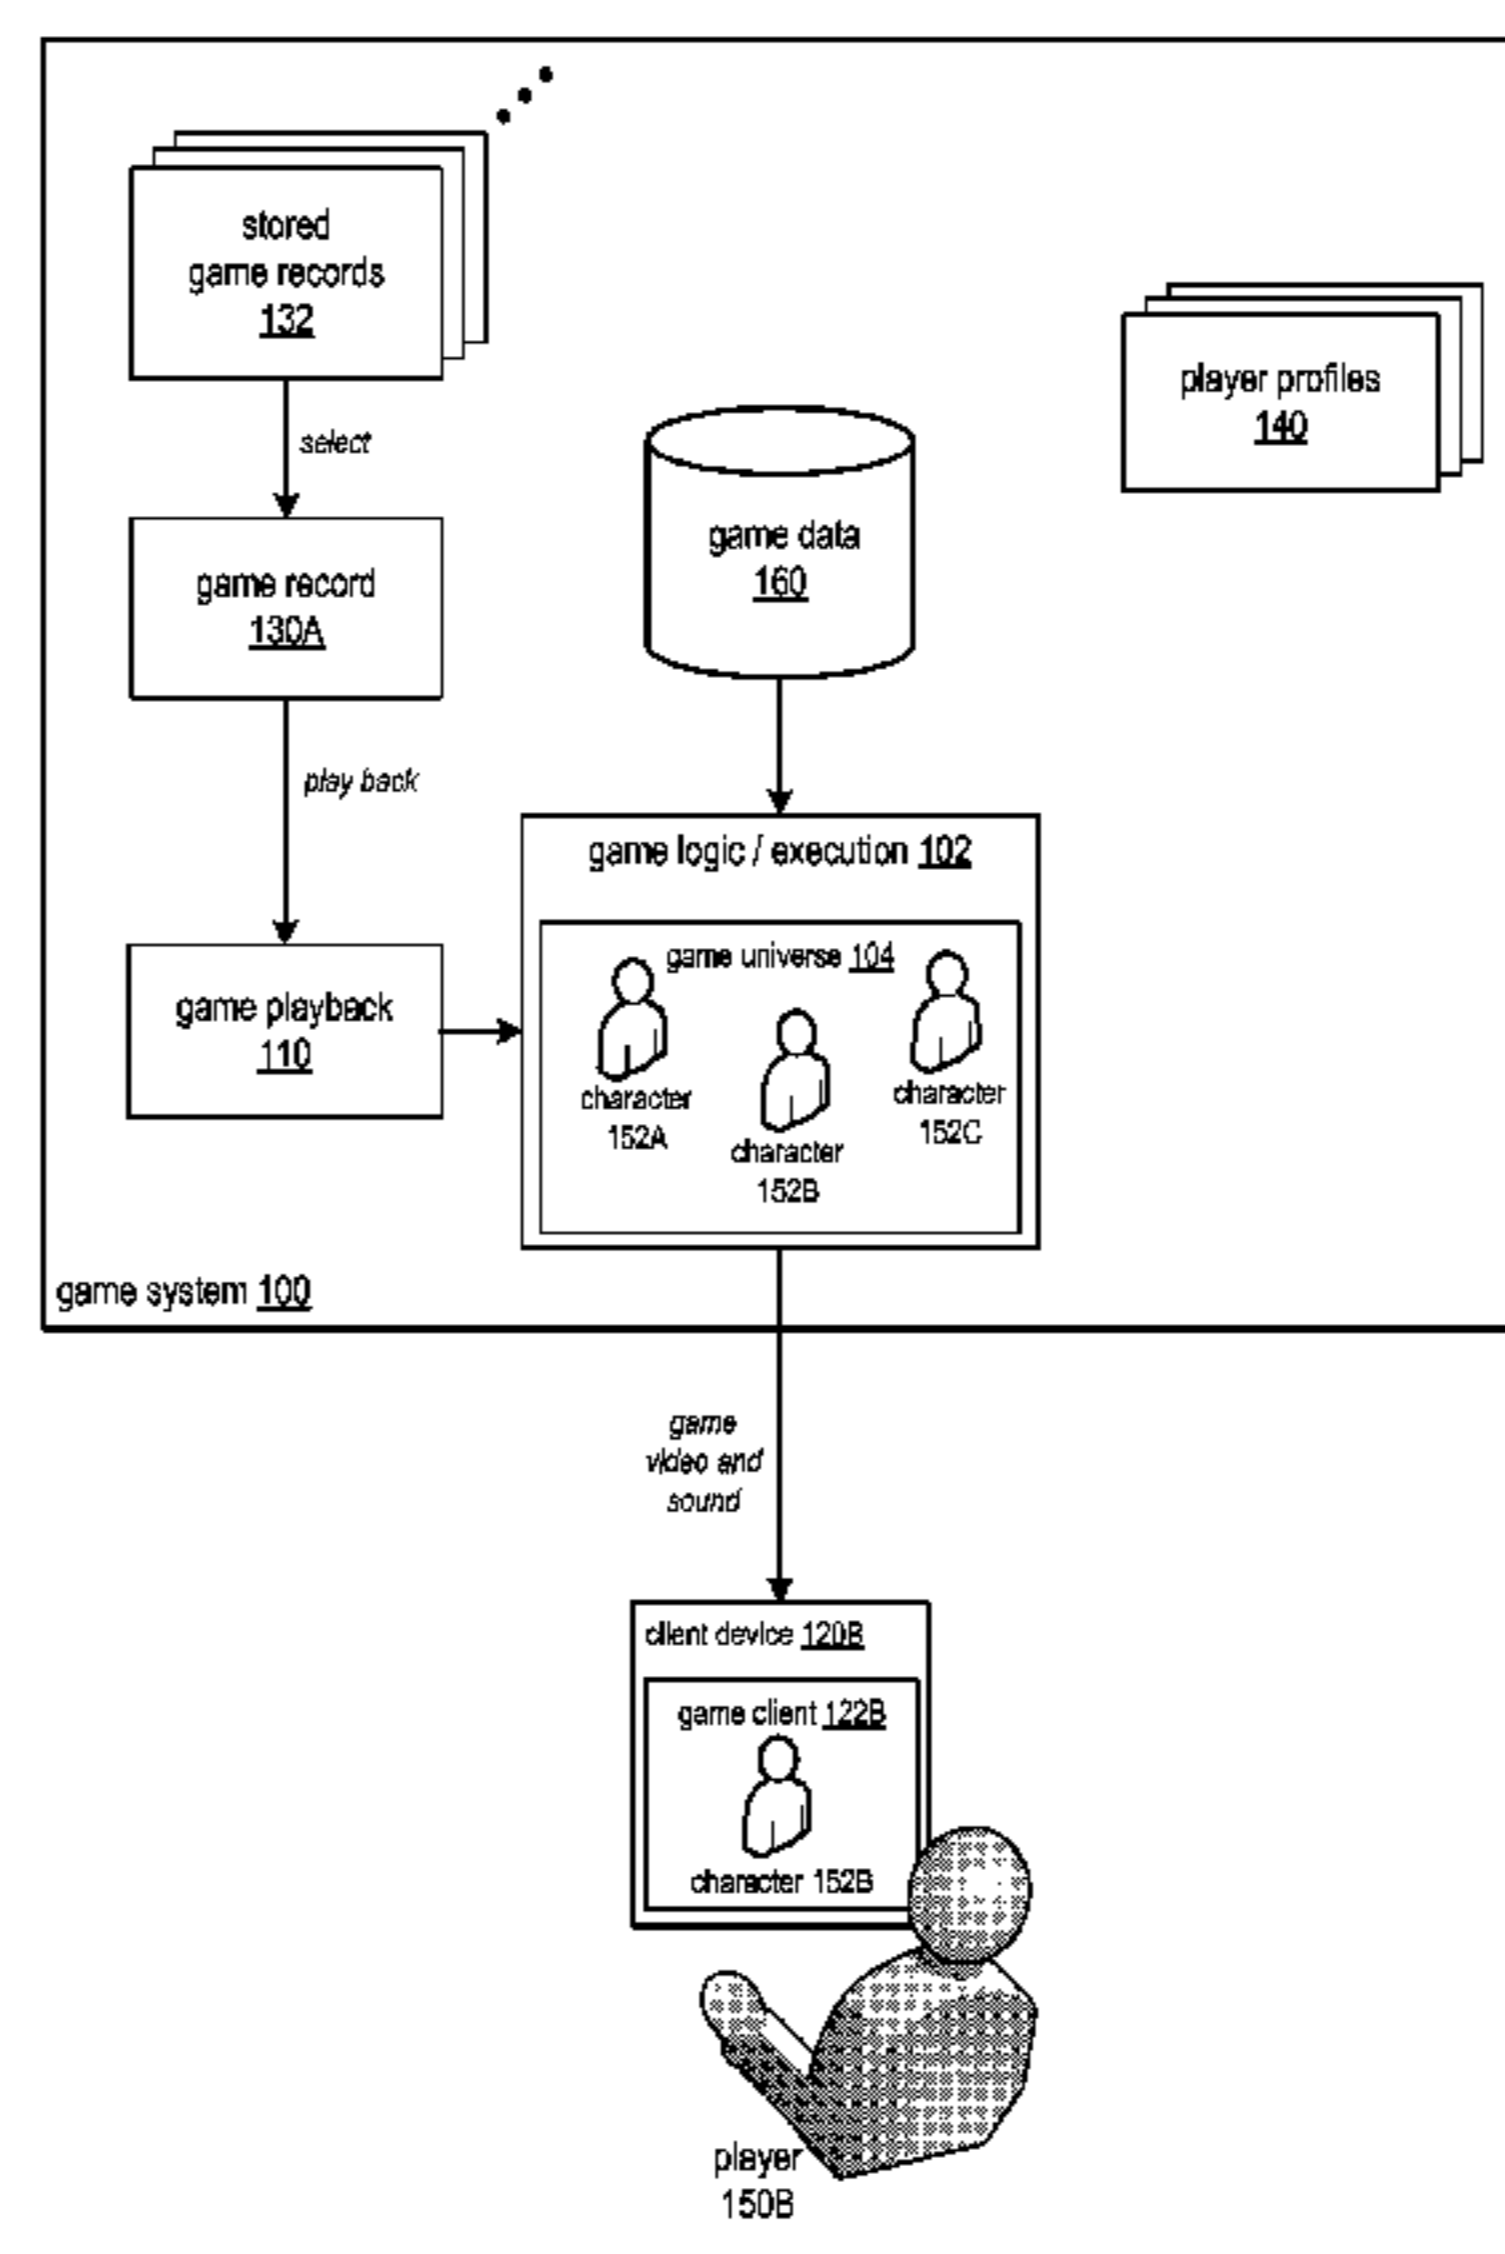 stored
game records
132
select
player profiles
140
game data
160
game record
130A
play back
game logic / execution 102
game universe 104
game playback
110
character
152A
character
152B
character
152C
game system 100
game
video and
sound
client device 120B
game client 122B
character 152B
player
150B